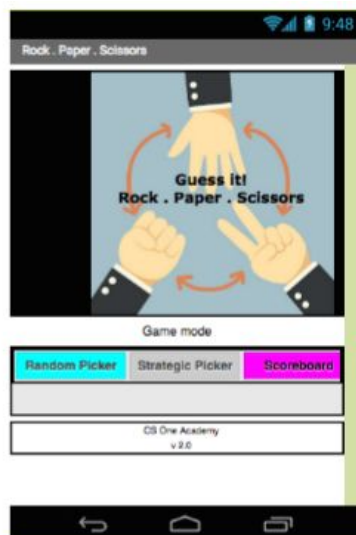 9:48
Rock . Paper . Scissors
Guess it!
Rock . Paper . Scissors
Game mode
Random Picker Strategic Picker Scoreboard
CS One Academy
v 2.0